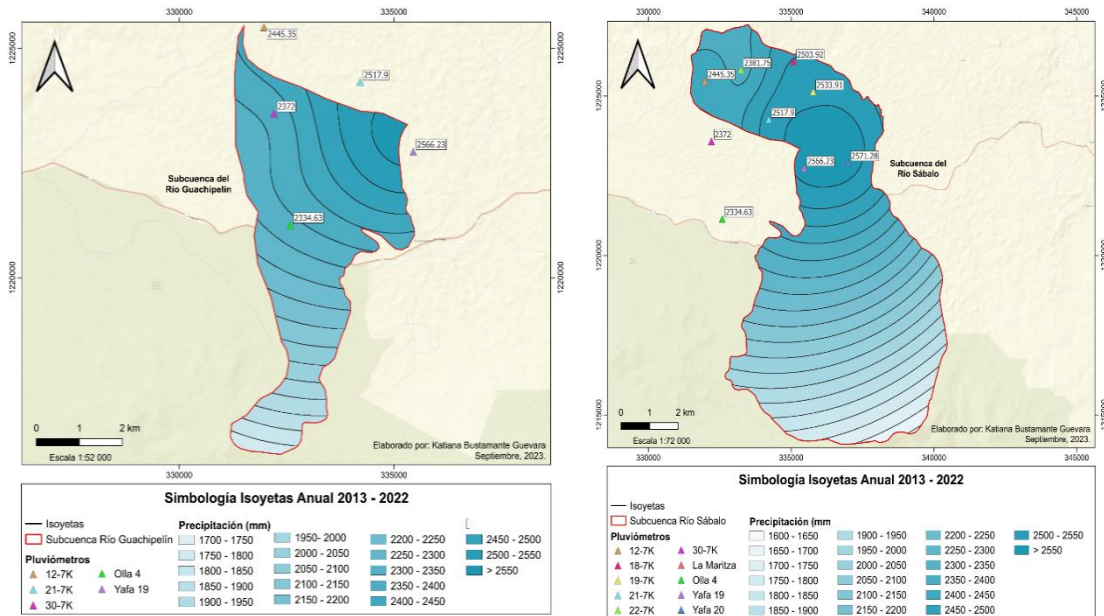 330000
335000
1225000
1225000
2445.35
2517.9
2372
2566.23
Subcuenca del
Río Guachipelín
2334.63
1220000
1220000
0 1 2 km
Escala 1:52 000
Elaborado por: Katiana Bustamante Guevara
Septiembre, 2023.
330000
335000
Simbología Isoyetas Anual 2013 - 2022
Isoyetas
Subcuenca Río Guachipelín
Pluviómetros
12-7K
21-7K
30-7K
Olla 4
Yafa 19
Precipitación (mm)
1700 - 1750
1750 - 1800
1800 - 1850
1850 - 1900
1900 - 1950
1950- 2000
2000 - 2050
2050 - 2100
2100 - 2150
2150 - 2200
2200 - 2250
2250 - 2300
2300 - 2350
2350 - 2400
2400 - 2450
2450 - 2500
2500 - 2550
> 2550
330000
335000
340000
345000
1225000
1225000
2503.92
2381.75
2445.35
2533.91
2517.9
2372
2566.23
2571.28
Subcuenca del
Río Sábalo
2334.63
1220000
1220000
1215000
1215000
0 1 2 km
Escala 1:72 000
Elaborado por: Katiana Bustamante Guevara
Septiembre, 2023.
330000
335000
340000
345000
Simbología Isoyetas Anual 2013 - 2022
Isoyetas
Subcuenca Río Sábalo
Pluviómetros
12-7K
18-7K
19-7K
21-7K
22-7K
30-7K
La Maritza
Olla 4
Yafa 19
Yafa 20
Precipitación (mm
1600 - 1650
1650 - 1700
1700 - 1750
1750 - 1800
1800 - 1850
1850 - 1900
1900 - 1950
1950 - 2000
2000 - 2050
2050 - 2100
2100 - 2150
2150 - 2200
2200 - 2250
2250 - 2300
2300 - 2350
2350 - 2400
2400 - 2450
2450 - 2500
2500 - 2550
> 2550